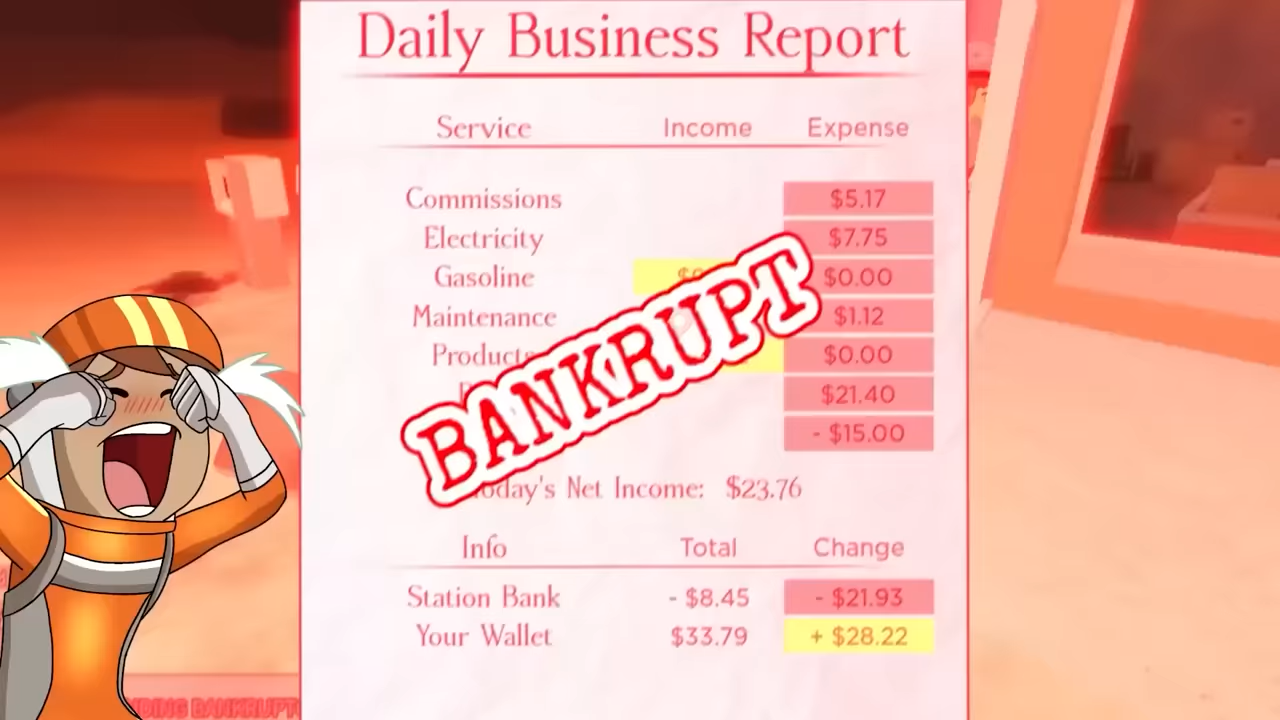 Daily Business Report
Service Income Expense
Commissions $5.17
Electricity $7.75
Gasoline $0.00
Maintenance $1.12
Products $0.00
$21.40
- $15.00
BANKRUPT
Today's Net Income: $23.76
Info Total Change
Station Bank - $8.45 - $21.93
Your Wallet $33.79 + $28.22